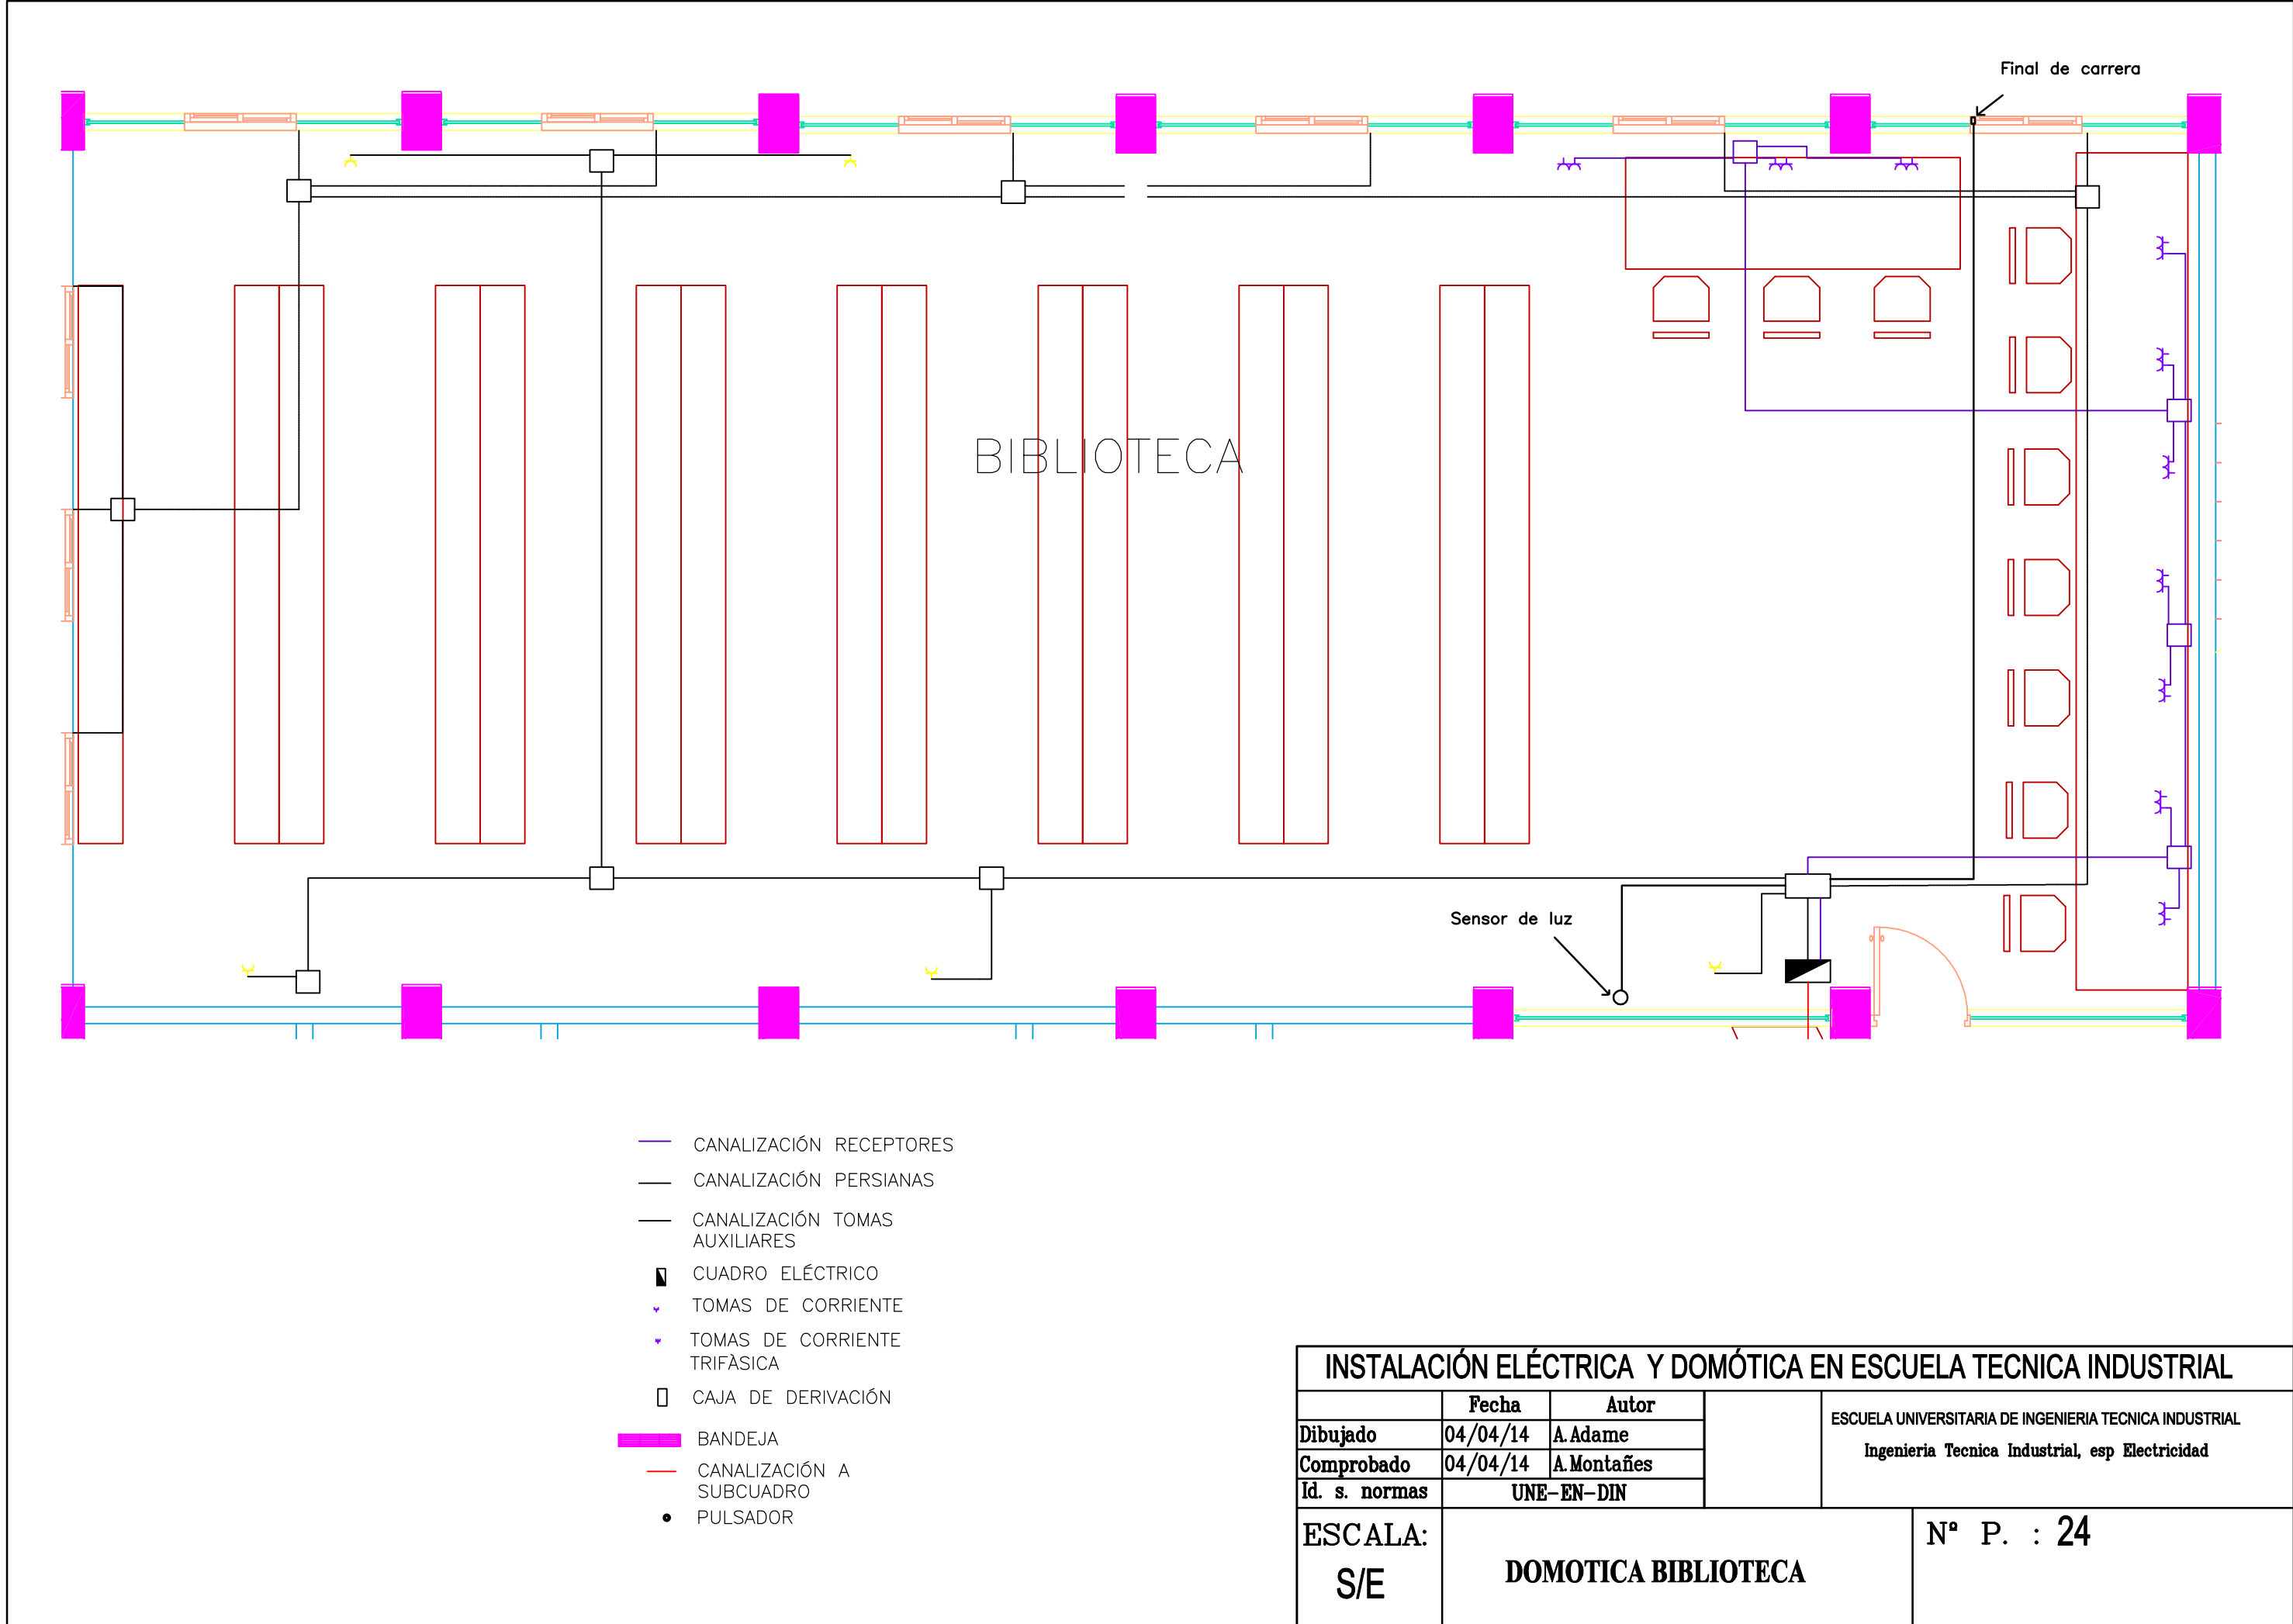 Final de carrera
BIBLIOTECA
Sensor de luz
CANALIZACIÓN RECEPTORES
CANALIZACIÓN PERSIANAS
CANALIZACIÓN TOMAS
AUXILIARES
CUADRO ELÉCTRICO
TOMAS DE CORRIENTE
TOMAS DE CORRIENTE
TRIFÀSICA
CAJA DE DERIVACIÓN
BANDEJA
CANALIZACIÓN A
SUBCUADRO
PULSADOR
INSTALACIÓN ELÉCTRICA Y DOMÓTICA EN ESCUELA TECNICA INDUSTRIAL
Fecha Autor
Dibujado 04/04/14 A.Adame
Comprobado 04/04/14 A.Montañes
Id. s. normas UNE-EN-DIN
ESCUELA UNIVERSITARIA DE INGENIERIA TECNICA INDUSTRIAL
Ingenieria Tecnica Industrial, esp Electricidad
ESCALA:
S/E
DOMOTICA BIBLIOTECA
Nº P. : 24